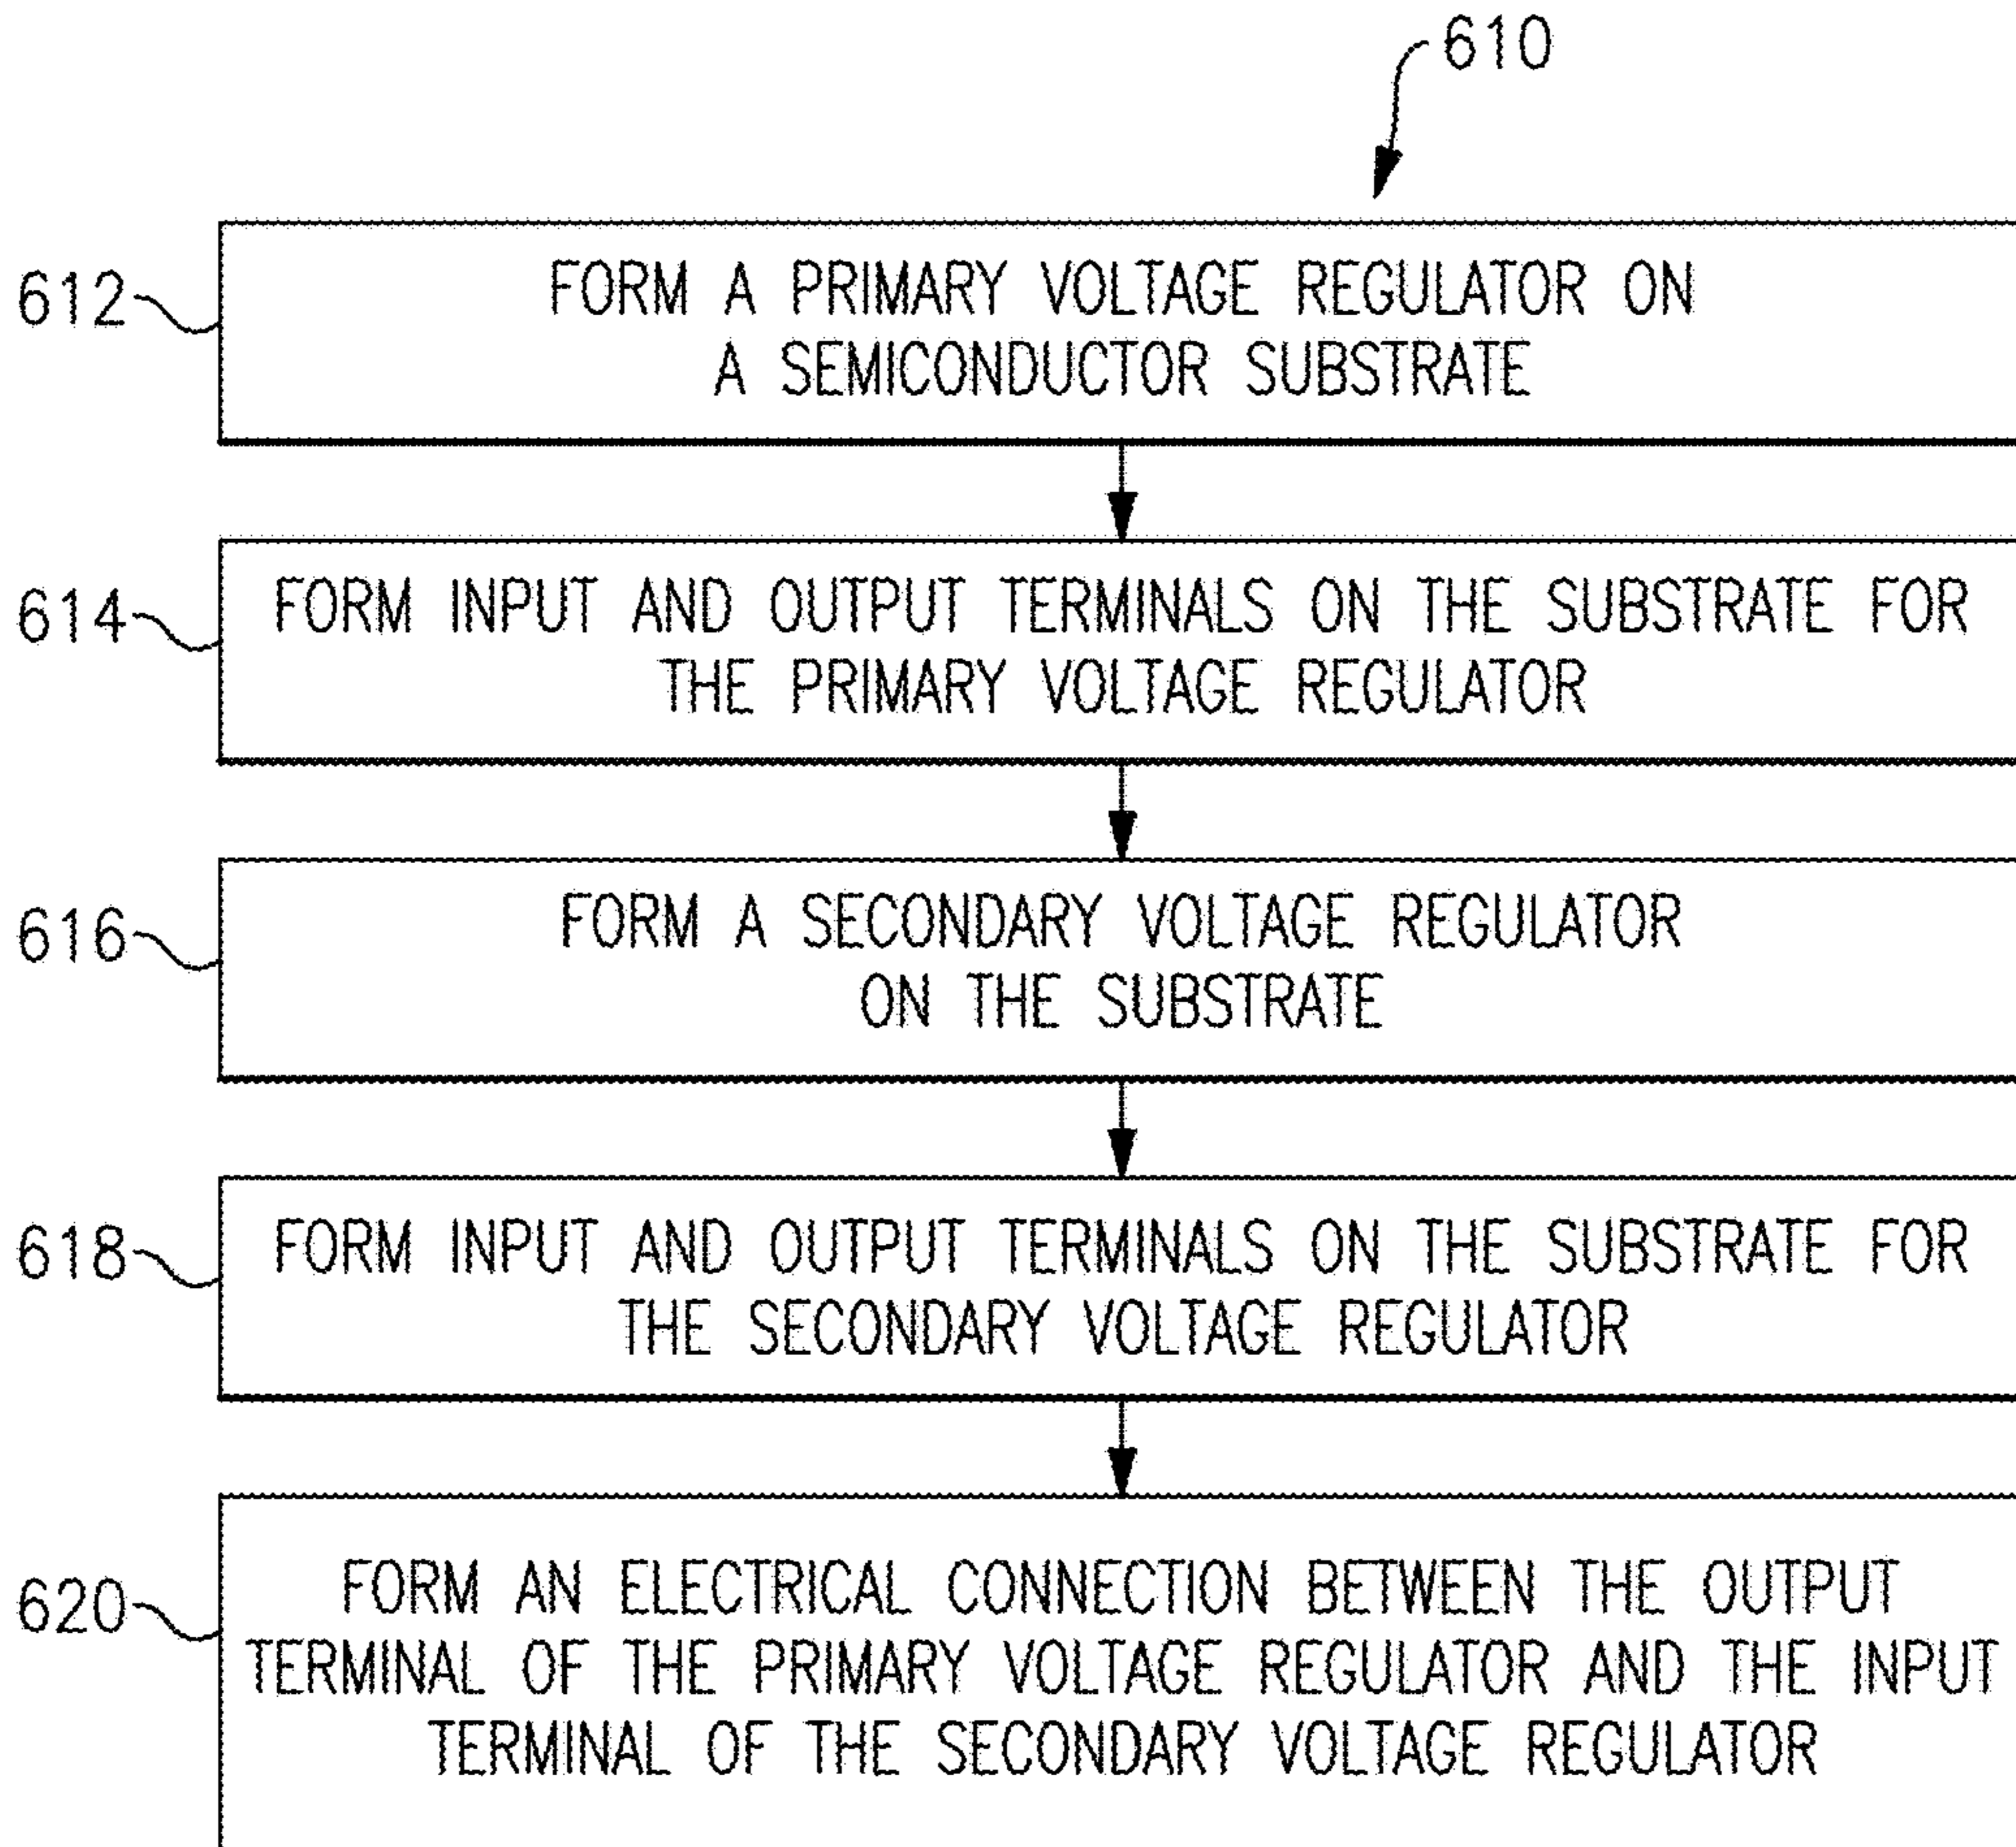 610
612
FORM A PRIMARY VOLTAGE REGULATOR ON
A SEMICONDUCTOR SUBSTRATE
614
FORM INPUT AND OUTPUT TERMINALS ON THE SUBSTRATE FOR
THE PRIMARY VOLTAGE REGULATOR
616
FORM A SECONDARY VOLTAGE REGULATOR
ON THE SUBSTRATE
618
FORM INPUT AND OUTPUT TERMINALS ON THE SUBSTRATE FOR
THE SECONDARY VOLTAGE REGULATOR
620
FORM AN ELECTRICAL CONNECTION BETWEEN THE OUTPUT
TERMINAL OF THE PRIMARY VOLTAGE REGULATOR AND THE INPUT
TERMINAL OF THE SECONDARY VOLTAGE REGULATOR